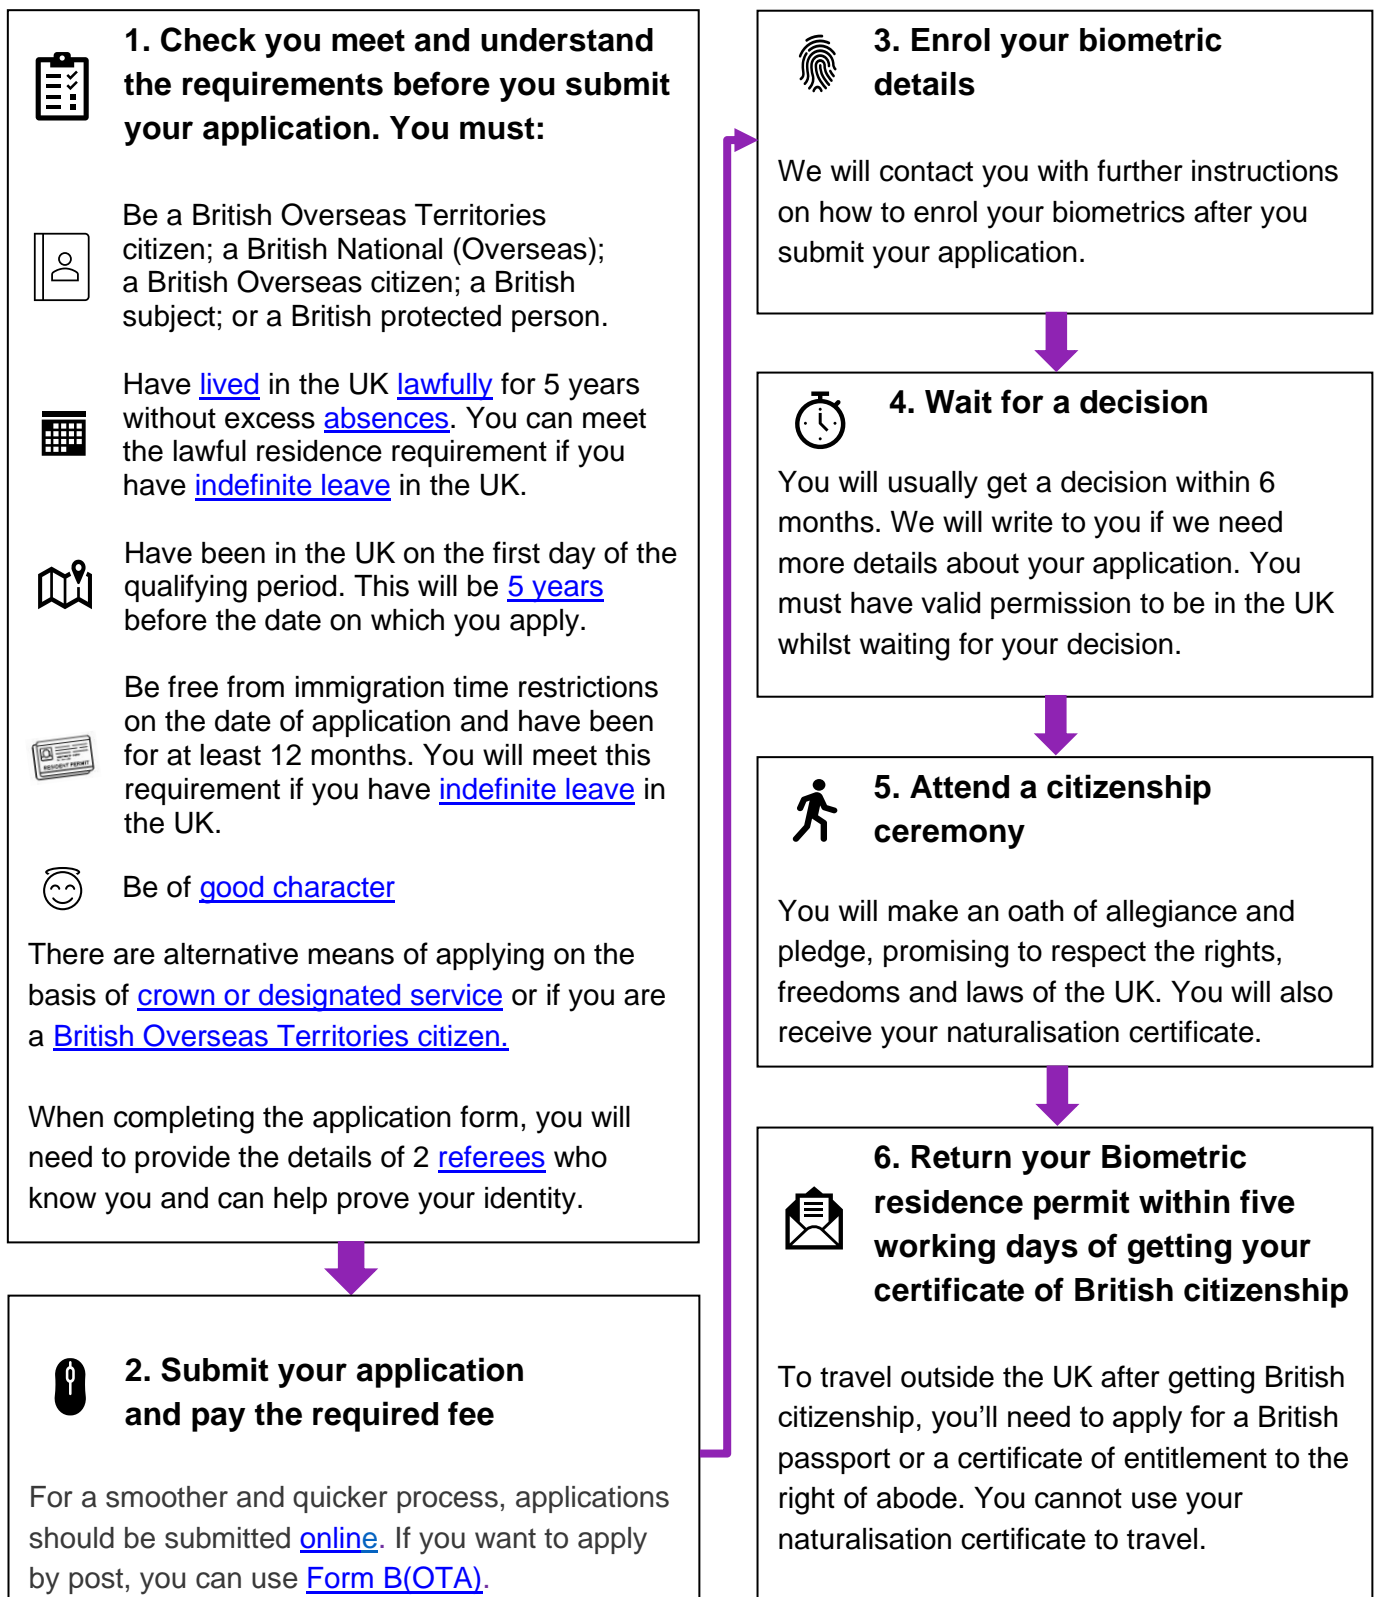 1. Check you meet and understand
the requirements before you submit
your application. You must:
Be a British Overseas Territories
citizen; a British National (Overseas);
a British Overseas citizen; a British
subject; or a British protected person.
Have lived in the UK lawfully for 5 years
without excess absences. You can meet
the lawful residence requirement if you
have indefinite leave in the UK.
Have been in the UK on the first day of the
qualifying period. This will be 5 years
before the date on which you apply.
Be free from immigration time restrictions
on the date of application and have been
for at least 12 months. You will meet this
requirement if you have indefinite leave in
the UK.
RESIDENT PERMIT
Be of good character
There are alternative means of applying on the
basis of crown or designated service or if you are
a British Overseas Territories citizen.
When completing the application form, you will
need to provide the details of 2 referees who
know you and can help prove your identity.
2. Submit your application
and pay the required fee
For a smoother and quicker process, applications
should be submitted online. If you want to apply
by post, you can use Form B(OTA).
3. Enrol your biometric
details
We will contact you with further instructions
on how to enrol your biometrics after you
submit your application.
4. Wait for a decision
You will usually get a decision within 6
months. We will write to you if we need
more details about your application. You
must have valid permission to be in the UK
whilst waiting for your decision.
5. Attend a citizenship
ceremony
You will make an oath of allegiance and
pledge, promising to respect the rights,
freedoms and laws of the UK. You will also
receive your naturalisation certificate.
6. Return your Biometric
residence permit within five
working days of getting your
certificate of British citizenship
To travel outside the UK after getting British
citizenship, you’ll need to apply for a British
passport or a certificate of entitlement to the
right of abode. You cannot use your
naturalisation certificate to travel.